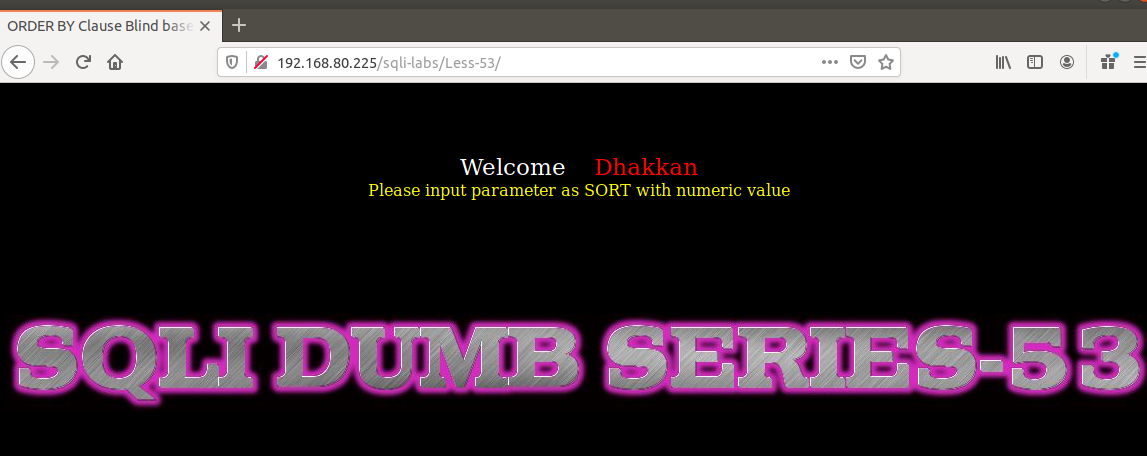 ORDER BY Clause Blind base
192.168.80.225/sqli-labs/Less-53/
Welcome Dhakkan
Please input parameter as SORT with numeric value
SQLI DUMB SERIES-53